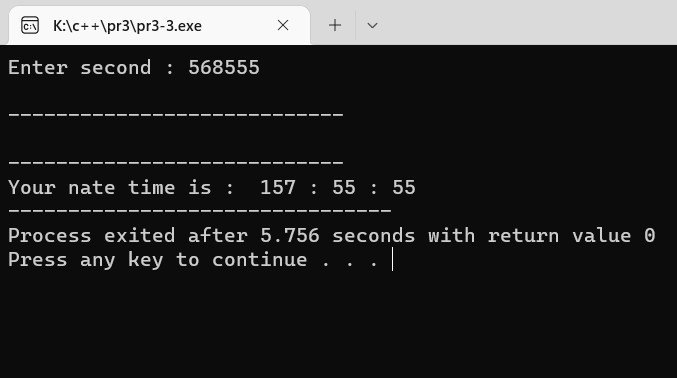 K:\c++\pr3\pr3-3.exe
Enter second : 568555
----------------------------
----------------------------
Your nate time is :  157 : 55 : 55
--------------------------------
Process exited after 5.756 seconds with return value 0
Press any key to continue . . .